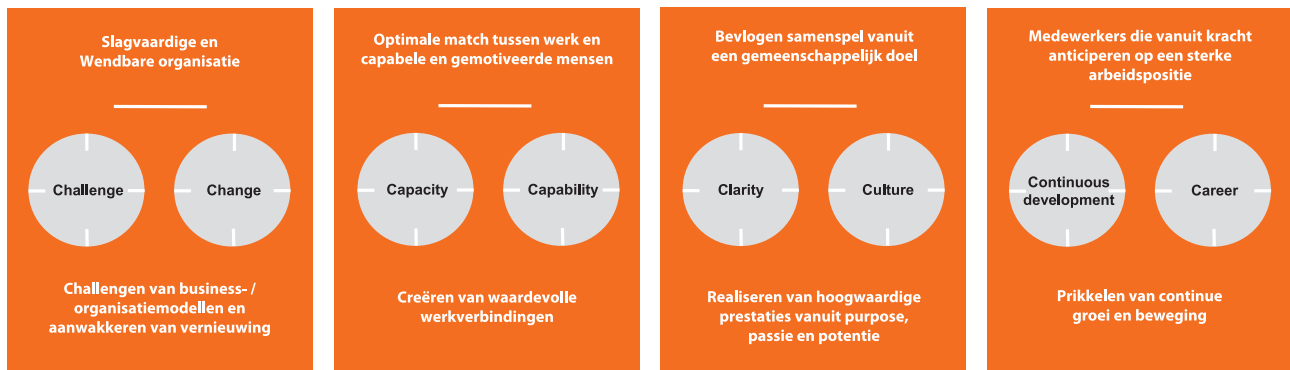 Slagvaardige en
Wendbare organisatie
Challenge
Change
Challengen van business- /
organisatiemodellen en
aanwakkeren van vernieuwing
Optimale match tussen werk en
capabele en gemotiveerde mensen
Capacity
Capability
Creëren van waardevolle
werkverbindingen
Bevlogen samenspel vanuit
een gemeenschappelijk doel
Clarity
Culture
Realiseren van hoogwaardige
prestaties vanuit purpose,
passie en potentie
Medewerkers die vanuit kracht
anticiperen op een sterke
arbeidspositie
Continuous
development
Career
Prikkelen van continue
groei en beweging